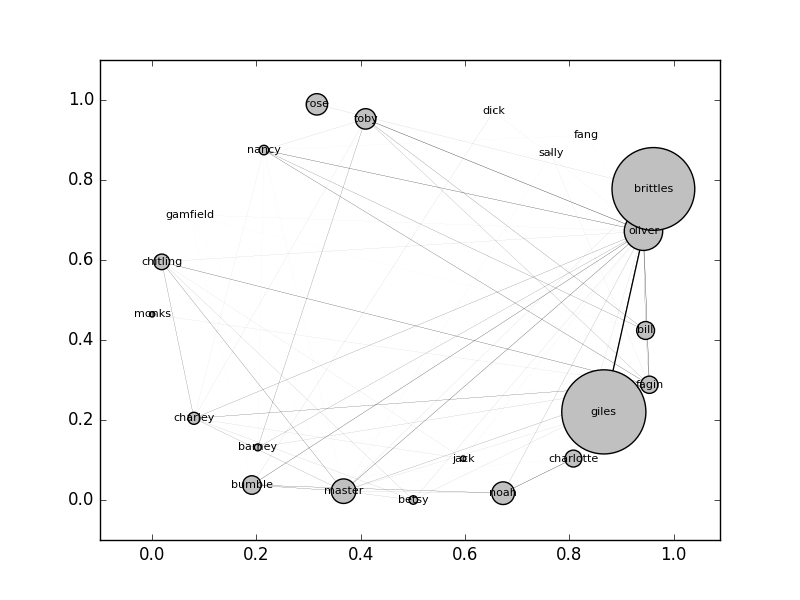 1.0
0.8
0.6
0.4
0.2
0.0
0.0
0.2
0.4
0.6
0.8
1.0
rose
toby
dick
fang
nancy
sally
brittles
gamfield
oliver
chitling
monks
bill
fagin
giles
charley
barney
jack
charlotte
bumble
master
betsy
noah